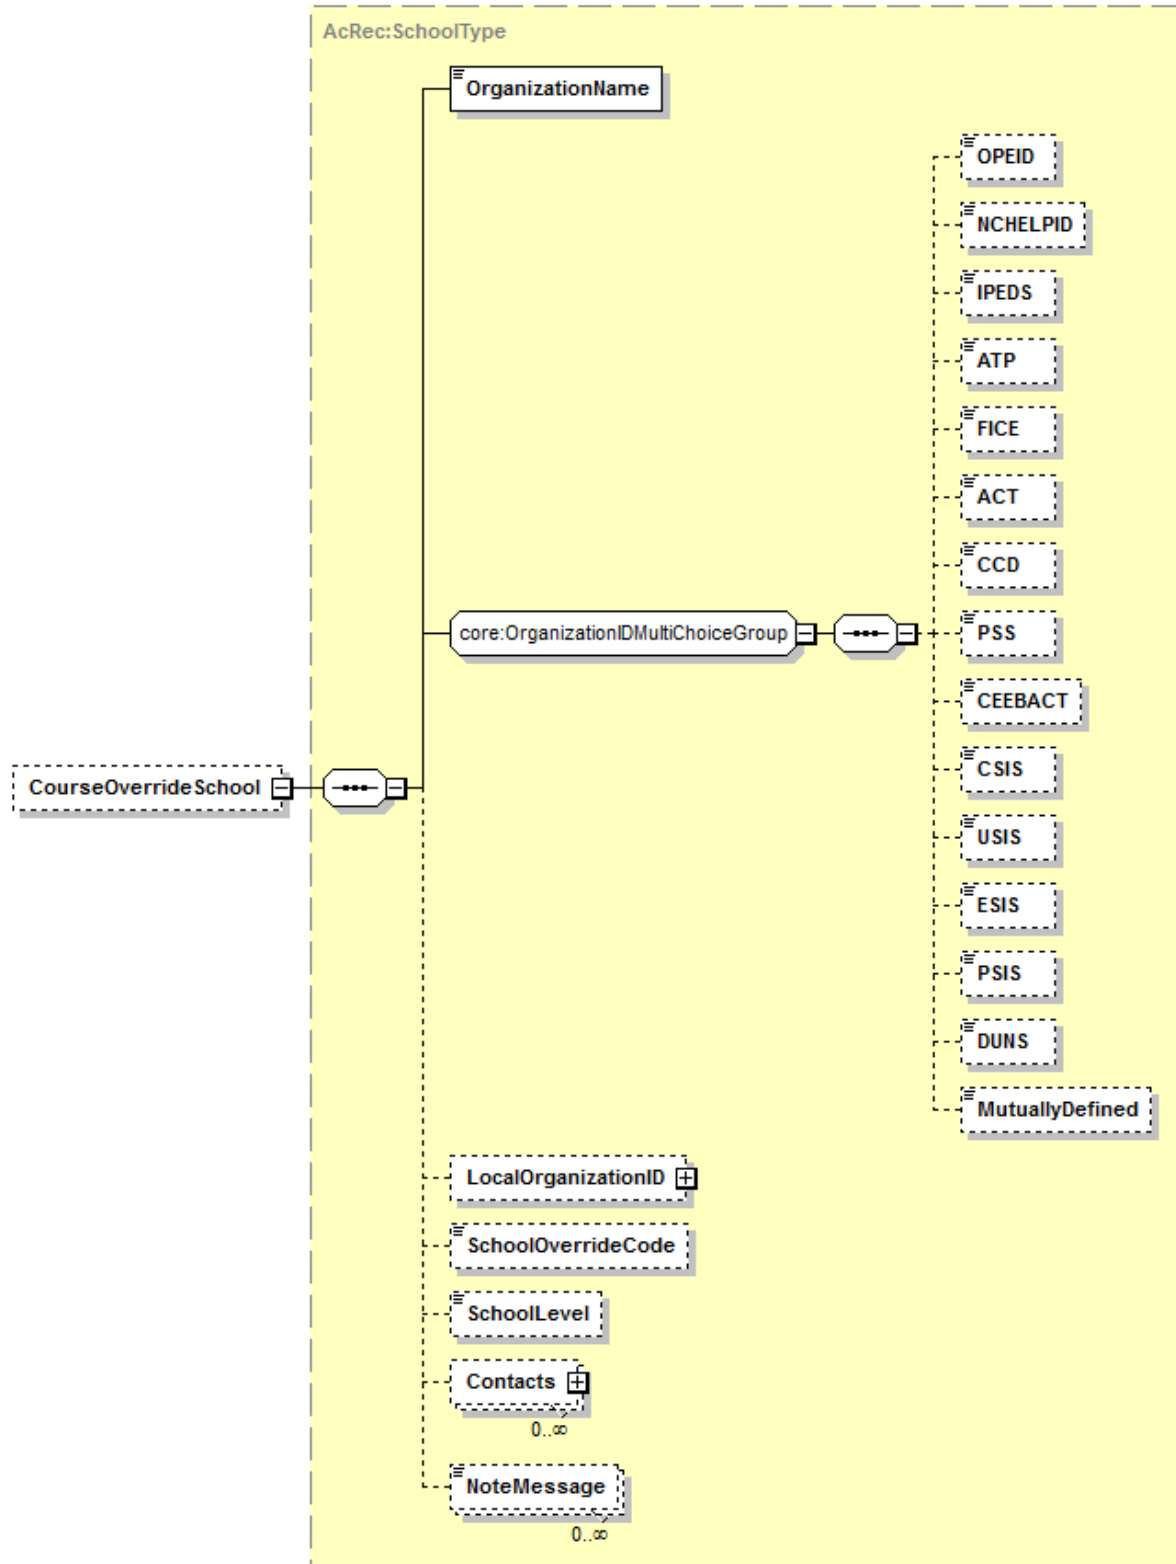 AcRec:SchoolType
OrganizationName
OPEID
NCHELPID
IPEDS
ATP
FICE
ACT
CCD
core:OrganizationIDMultiChoiceGroup
PSS
CEEBACT
CourseOverrideSchool
CSIS
USIS
ESIS
PSIS
DUNS
MutuallyDefined
LocalOrganizationID
SchoolOverrideCode
SchoolLevel
Contacts
0..∞
NoteMessage
0..∞